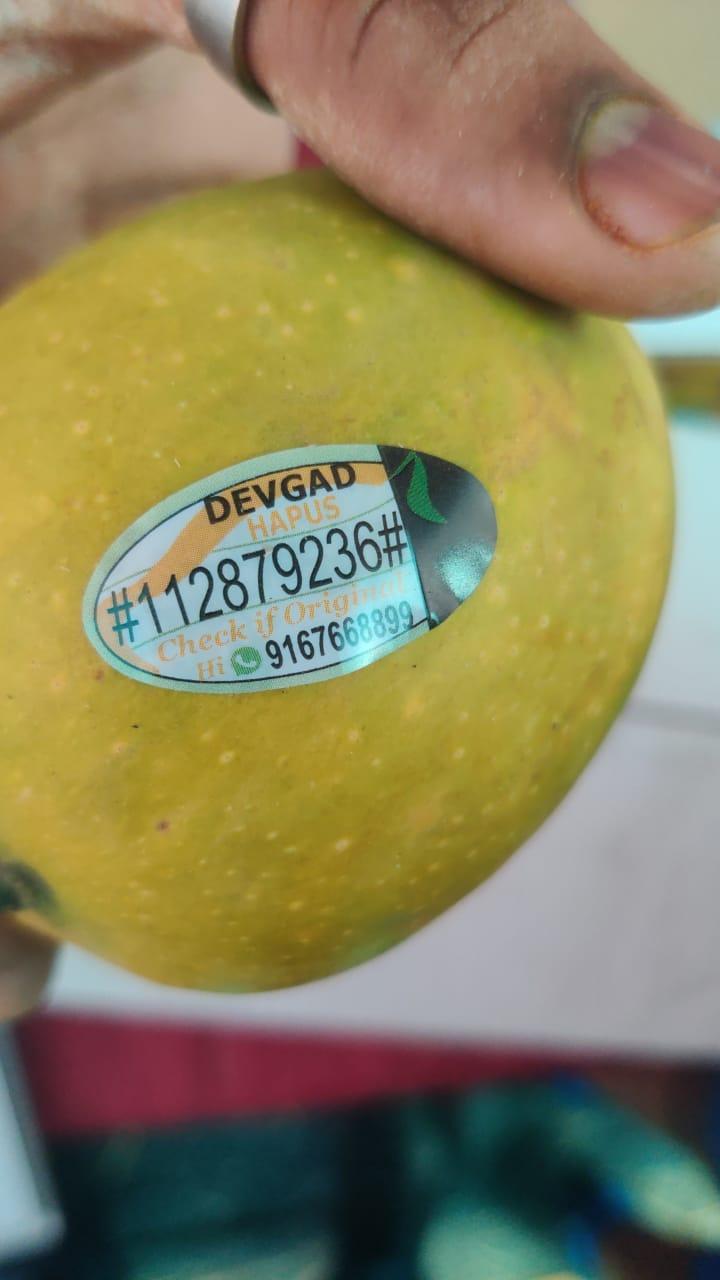 DEVGAD
HAPUS
#112879236#
Check if Original
Hi 9167668899